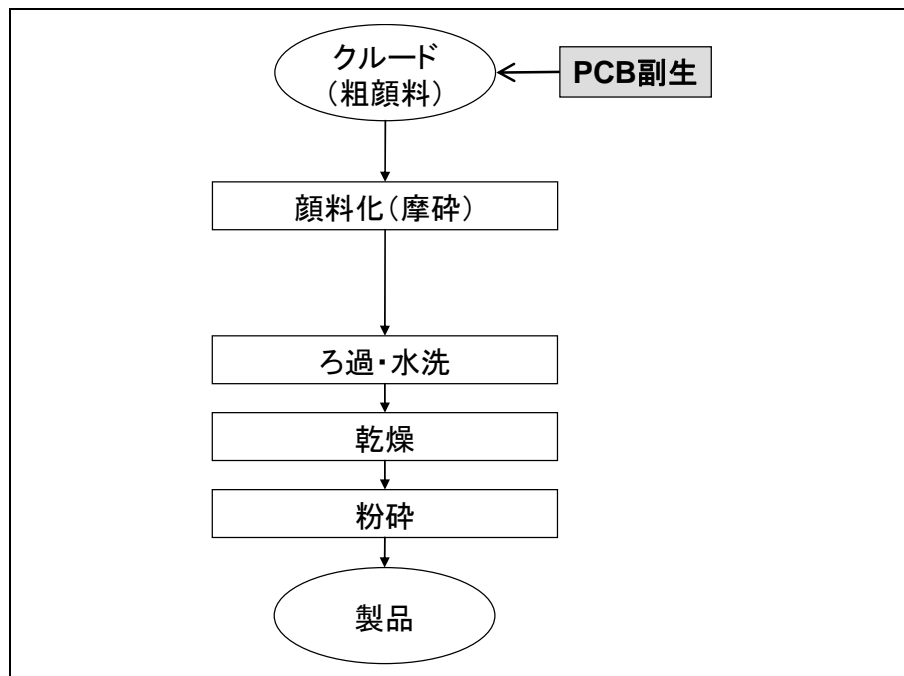 クルード
（粗顔料）
PCB副生
顔料化（摩砕）
ろ過・水洗
乾燥
粉砕
製品